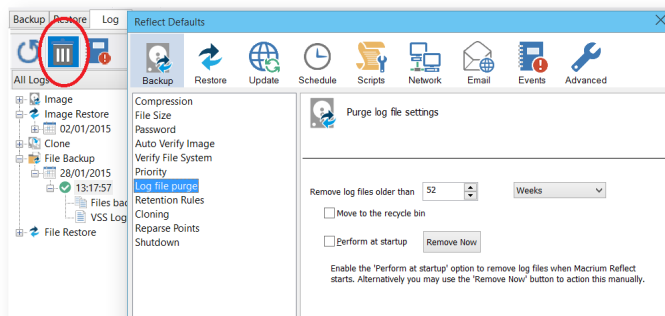 Backup Restore Log
All Logs
Image
Image Restore
02/01/2015
Clone
File Backup
28/01/2015
13:17:57
Files bac
VSS Log
File Restore
Reflect Defaults
Backup Restore Update Schedule Scripts Network Email Events Advanced
Compression
File Size
Password
Auto Verify Image
Verify File System
Priority
Log file purge
Retention Rules
Cloning
Reparse Points
Shutdown
Purge log file settings
Remove log files older than 52 Weeks
Move to the recycle bin
Perform at startup Remove Now
Enable the 'Perform at startup' option to remove log files when Macrium Reflect
starts. Alternatively you may use the 'Remove Now' button to action this manually.